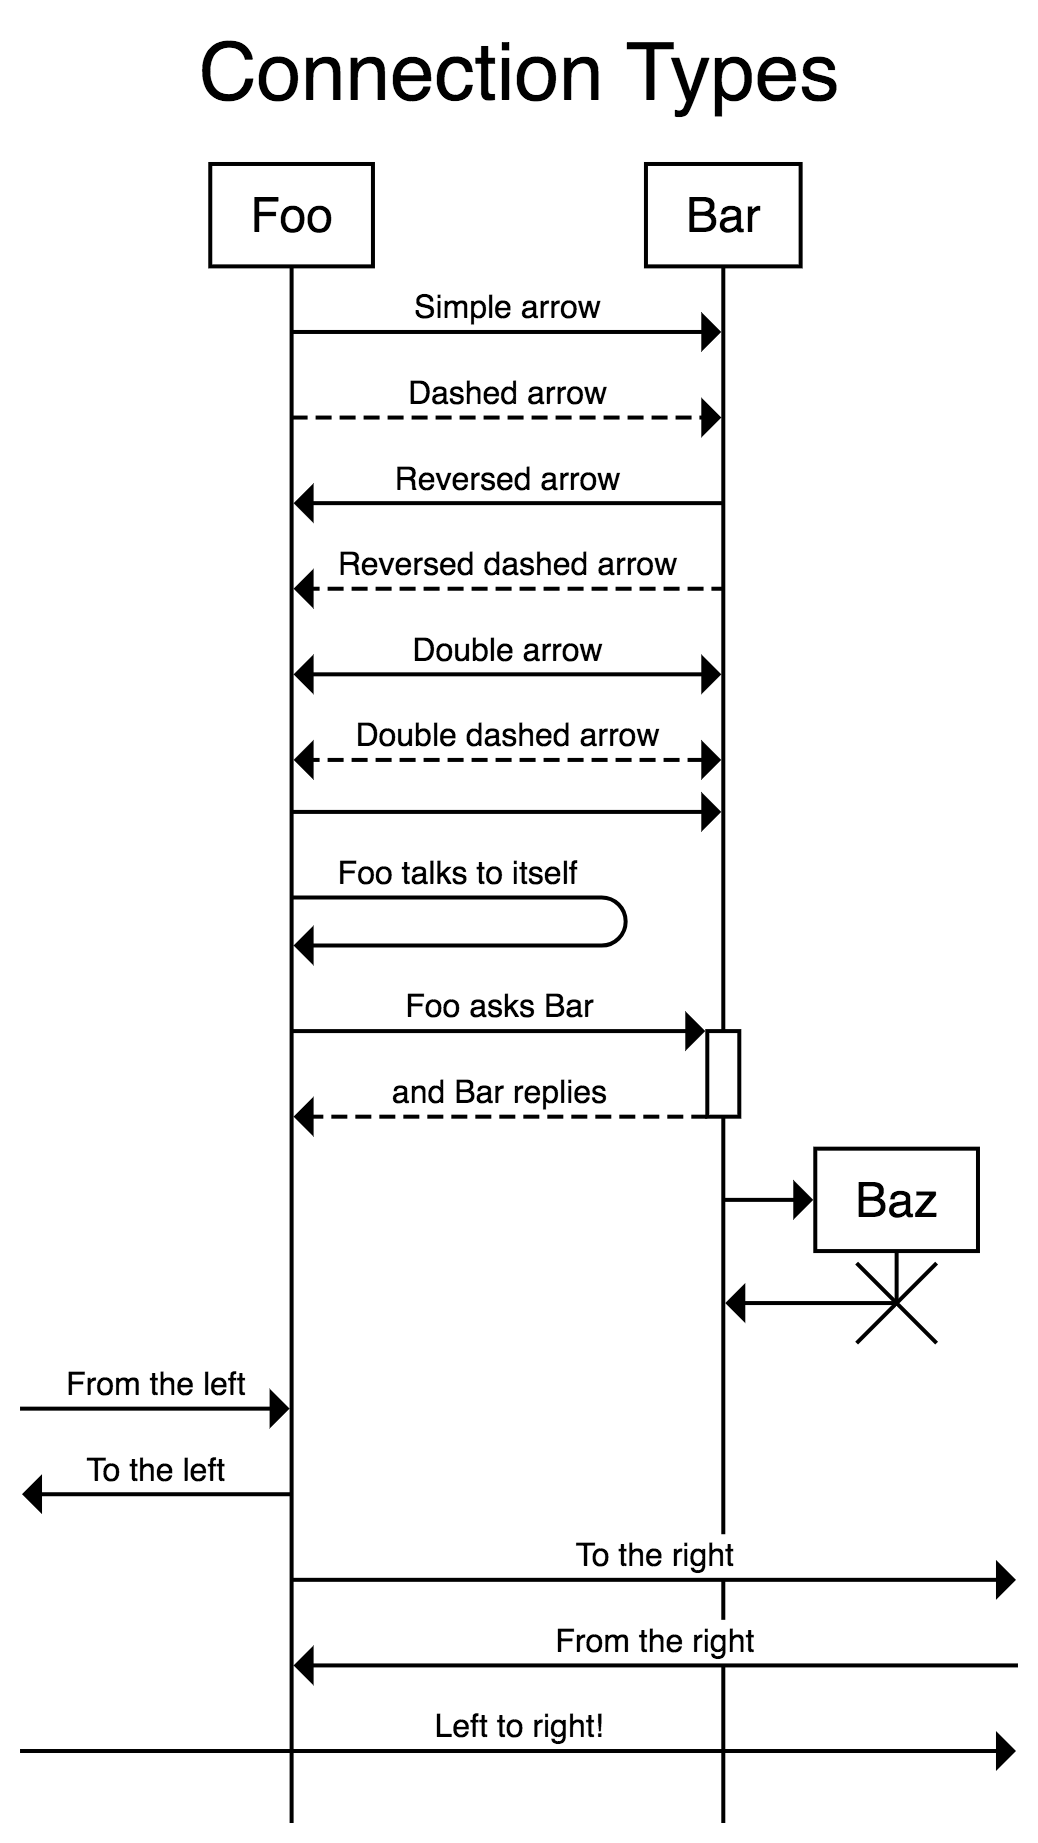 Connection Types
Foo
Bar
Simple arrow
Dashed arrow
Reversed arrow
Reversed dashed arrow
Double arrow
Double dashed arrow
Foo talks to itself
Foo asks Bar
and Bar replies
Baz
From the left
To the left
To the right
From the right
Left to right!